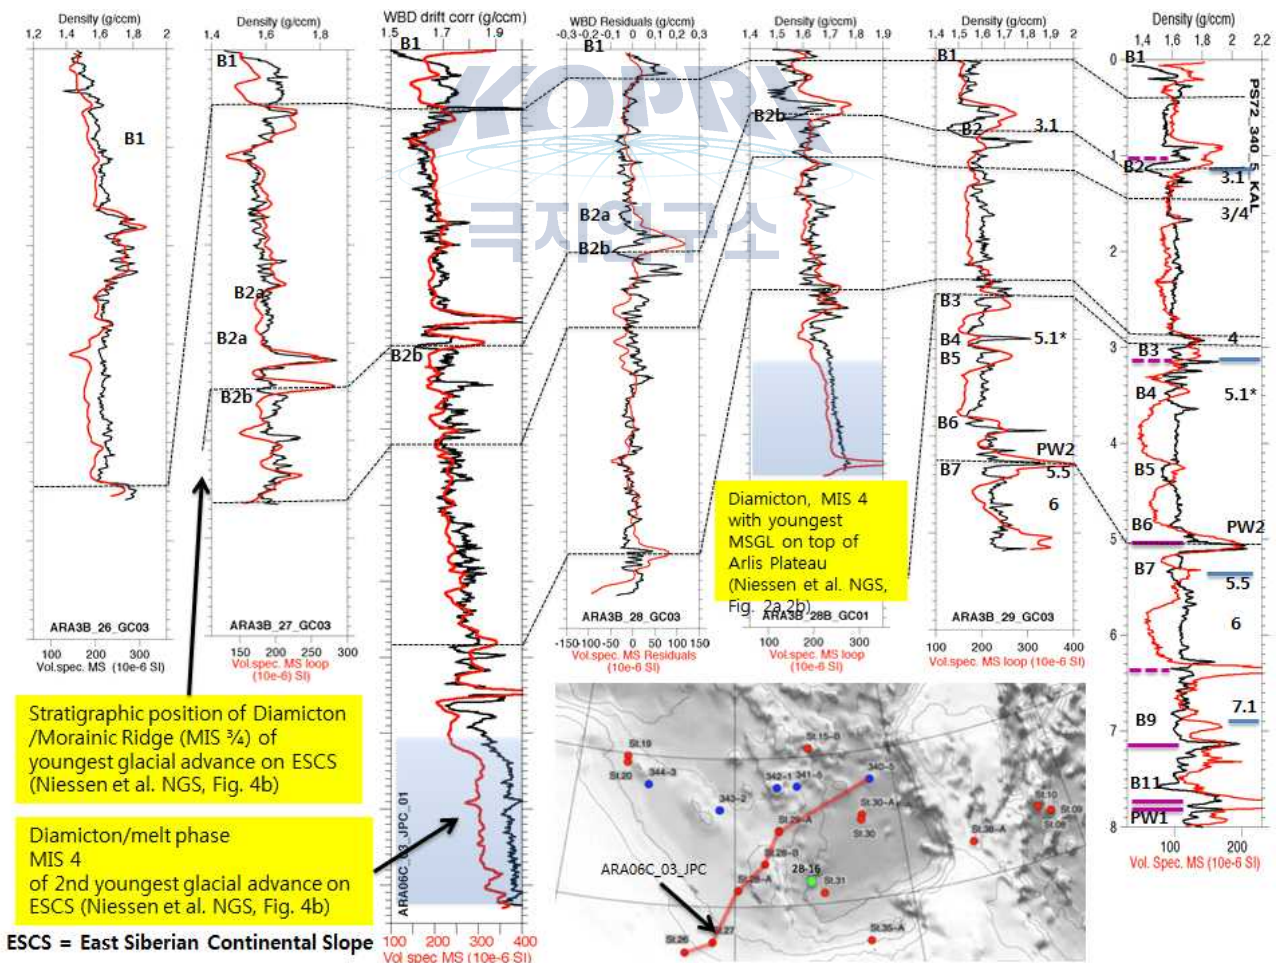 Density (g/ccm)
1,2 1,4 1,6 1,8 2
B1
ARA3B_26_GC03
100 200 300
Vol.spec. MS (10e-6 SI)
Density (g/ccm)
1,4 1,6 1,8
B1
B2a
B2a
B2b
ARA3B_27_GC03
150 200 250 300
Vol.spec. MS loop
(10e-6) SI)
WBD drift corr (g/ccm)
1.5 1.7 1.9
B1
B2b
ARA06C_03_JPC_01
100 200 300 400
Vol spec MS (10e-6 SI)
WBD Residuals (g/ccm)
-0,3 -0,2 -0,1 0 0,1 0,2 0,3
B1
B2a
B2b
ARA3B_28_GC03
-150 -100 -50 0 50 100 150
Vol.spec. MS Residuals
(10e-6 SI)
Density (g/ccm)
1,4 1,5 1,6 1,7 1,8 1,9
B2b
ARA3B_28B_GC01
100 200 300
Vol.spec. MS loop (10e-6 SI)
Density (g/ccm)
1,4 1,5 1,6 1,7 1,8 1,9 2
B1
B2
3.1
B3
B4
5.1*
B5
B6
PW2
B7
5.5
6
ARA3B_29_GC03
100 200 300 400
Vol.spec. MS loop (10e-6 SI)
Density (g/ccm)
1,4 1,6 1,8 2 2,2
PS72_340_5_KAL
B1
0
1
B2
3.1
3/4
2
4
3
B3
B4
5.1*
4
B5
B6
PW2
5
B7
5.5
6
6
B9
7.1
7
B11
PW1
8
100 200
Vol. Spec. MS (10e-6 SI)
KOPRI
극지연구소
Diamicton, MIS 4
with youngest
MSGL on top of
Arlis Plateau
(Niessen et al. NGS,
Fig. 2a,2b)
Stratigraphic position of Diamicton
/Morainic Ridge (MIS ¾) of
youngest glacial advance on ESCS
(Niessen et al. NGS, Fig. 4b)
Diamicton/melt phase
MIS 4
of 2nd youngest glacial advance on
ESCS (Niessen et al. NGS, Fig. 4b)
ESCS = East Siberian Continental Slope
St.19
St.20
344-3
343-2
St.15-B
342-1
341-5
340-5
St.29-A
St.30-A
St.30
St.28-B
St.28-A
2B-16
St.31
ARA06C_03_JPC
St.26
St.27
St.35-A
St.38-A
St.10
St.09
St.08